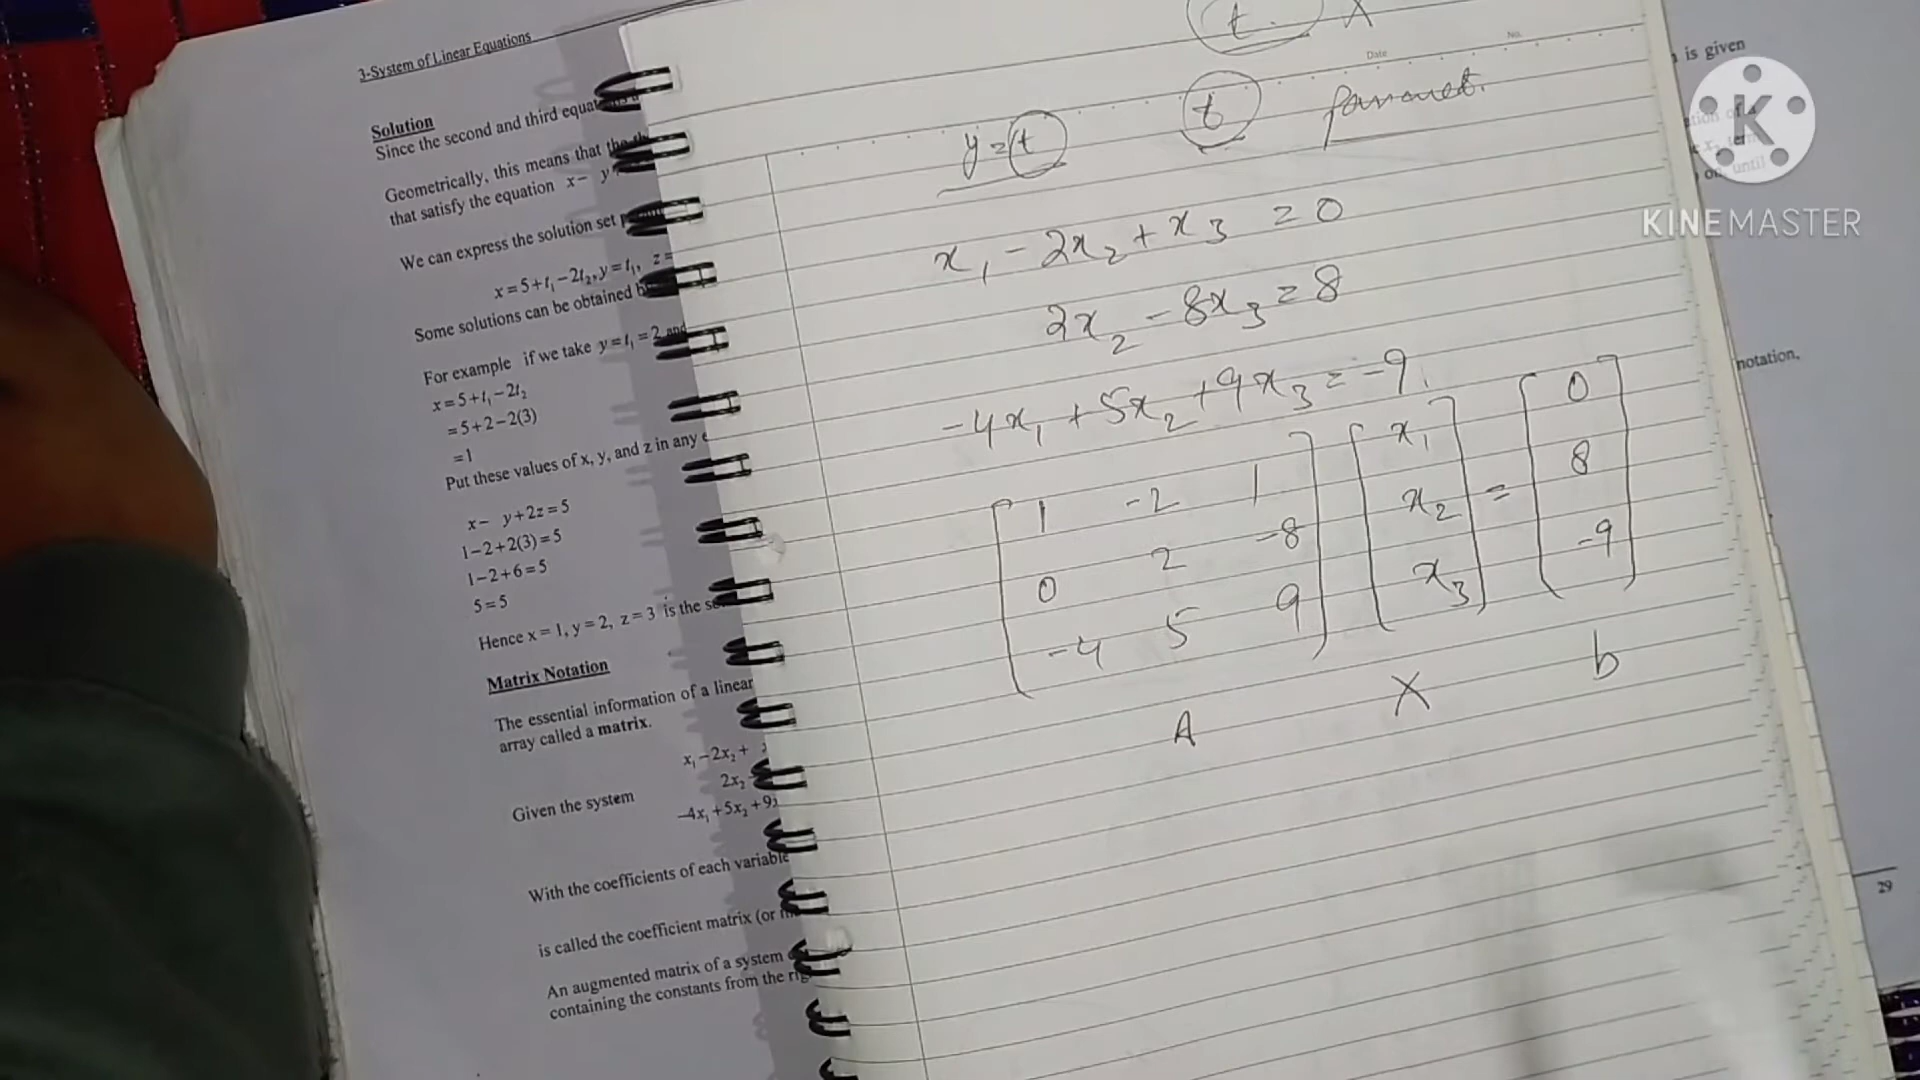 3-System of Linear Equations
Solution
Since the second and third
Geometrically, this means that the
that satisfy the equation x- y
We can express the solution set
x=5+t₁-2t₂, y=t₁, z=
Some solutions can be obtained
For example if we take y=t₁=2 and
x=5+t₁-2t₂
=5+2-2(3)
=1
Put these values of x, y, and z in any
x- y+2z=5
1-2+2(3)=5
1-2+6=5
5=5
Hence x=1, y=2, z=3 is the
Matrix Notation
The essential information of a linear
array called a matrix.
x₁-2x₂+
2x₂
Given the system
-4x₁+5x₂+9
With the coefficients of each variable
is called the coefficient matrix (or
An augmented matrix of a system
containing the constants from the
t. X
Date No.
y=t t
x₁ - 2x₂ + x₃ = 0
2x₂ - 8x₃ = 8
-4x₁ + 5x₂ + 9x₃ = -9
1 -2 1 x₁ 0
0 2 -8 x₂ = 8
-4 5 9 x₃ -9
A X b
is given
until
notation,
29
K
KINEMASTER